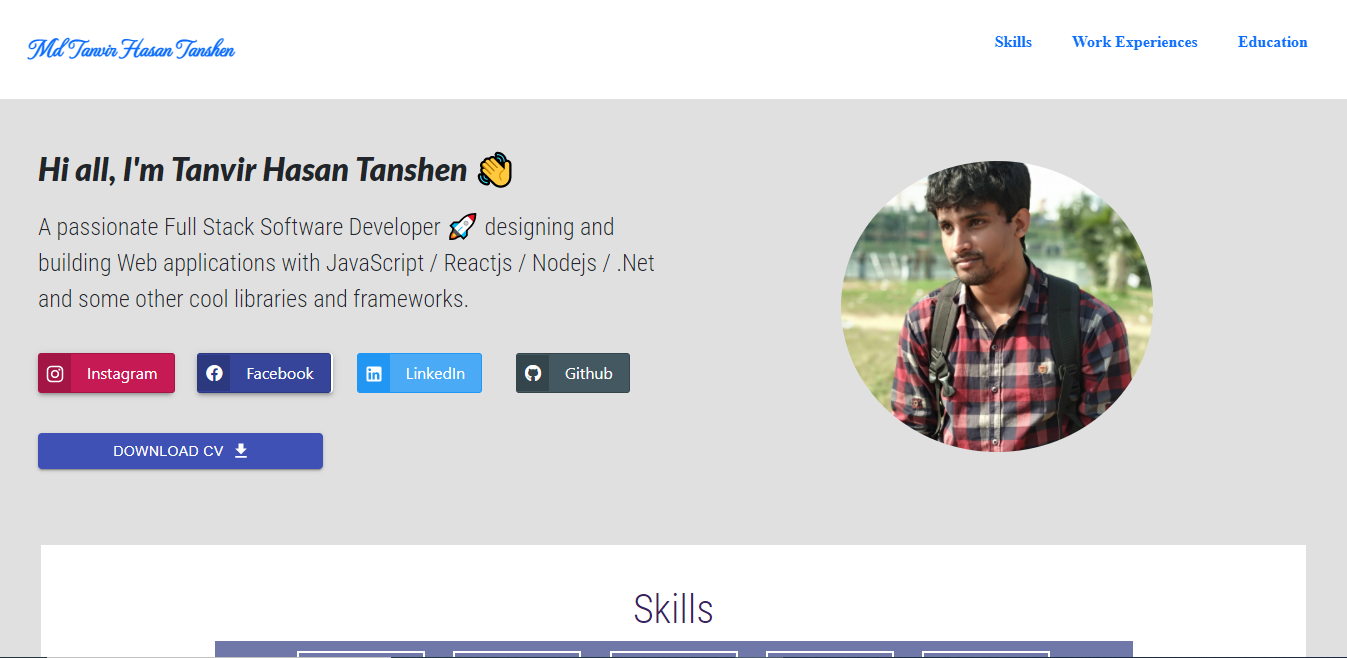 Md Tanvir Hasan Tanshen
Skills Work Experiences Education
Hi all, I'm Tanvir Hasan Tanshen 👋
A passionate Full Stack Software Developer 🚀 designing and
building Web applications with JavaScript / Reactjs / Nodejs / .Net
and some other cool libraries and frameworks.
Instagram Facebook LinkedIn Github
DOWNLOAD CV
Skills